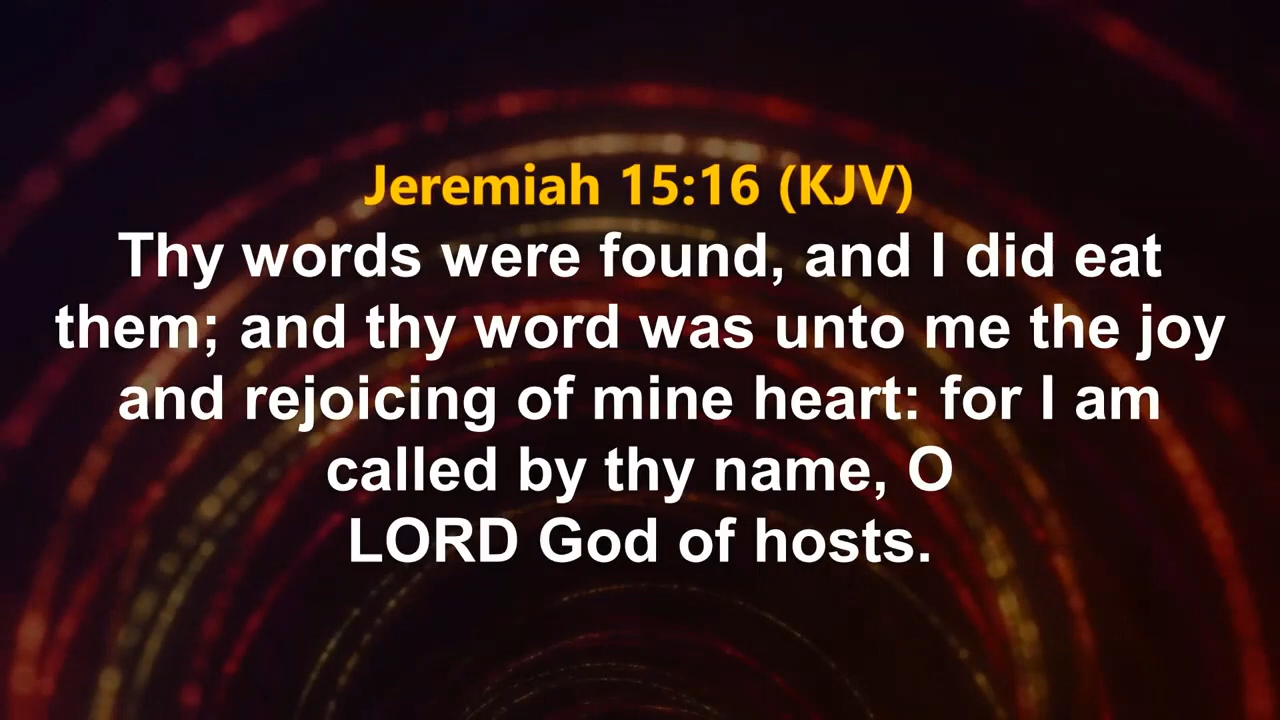 Jeremiah 15:16 (KJV)
Thy words were found, and I did eat
them; and thy word was unto me the joy
and rejoicing of mine heart: for I am
called by thy name, O
LORD God of hosts.